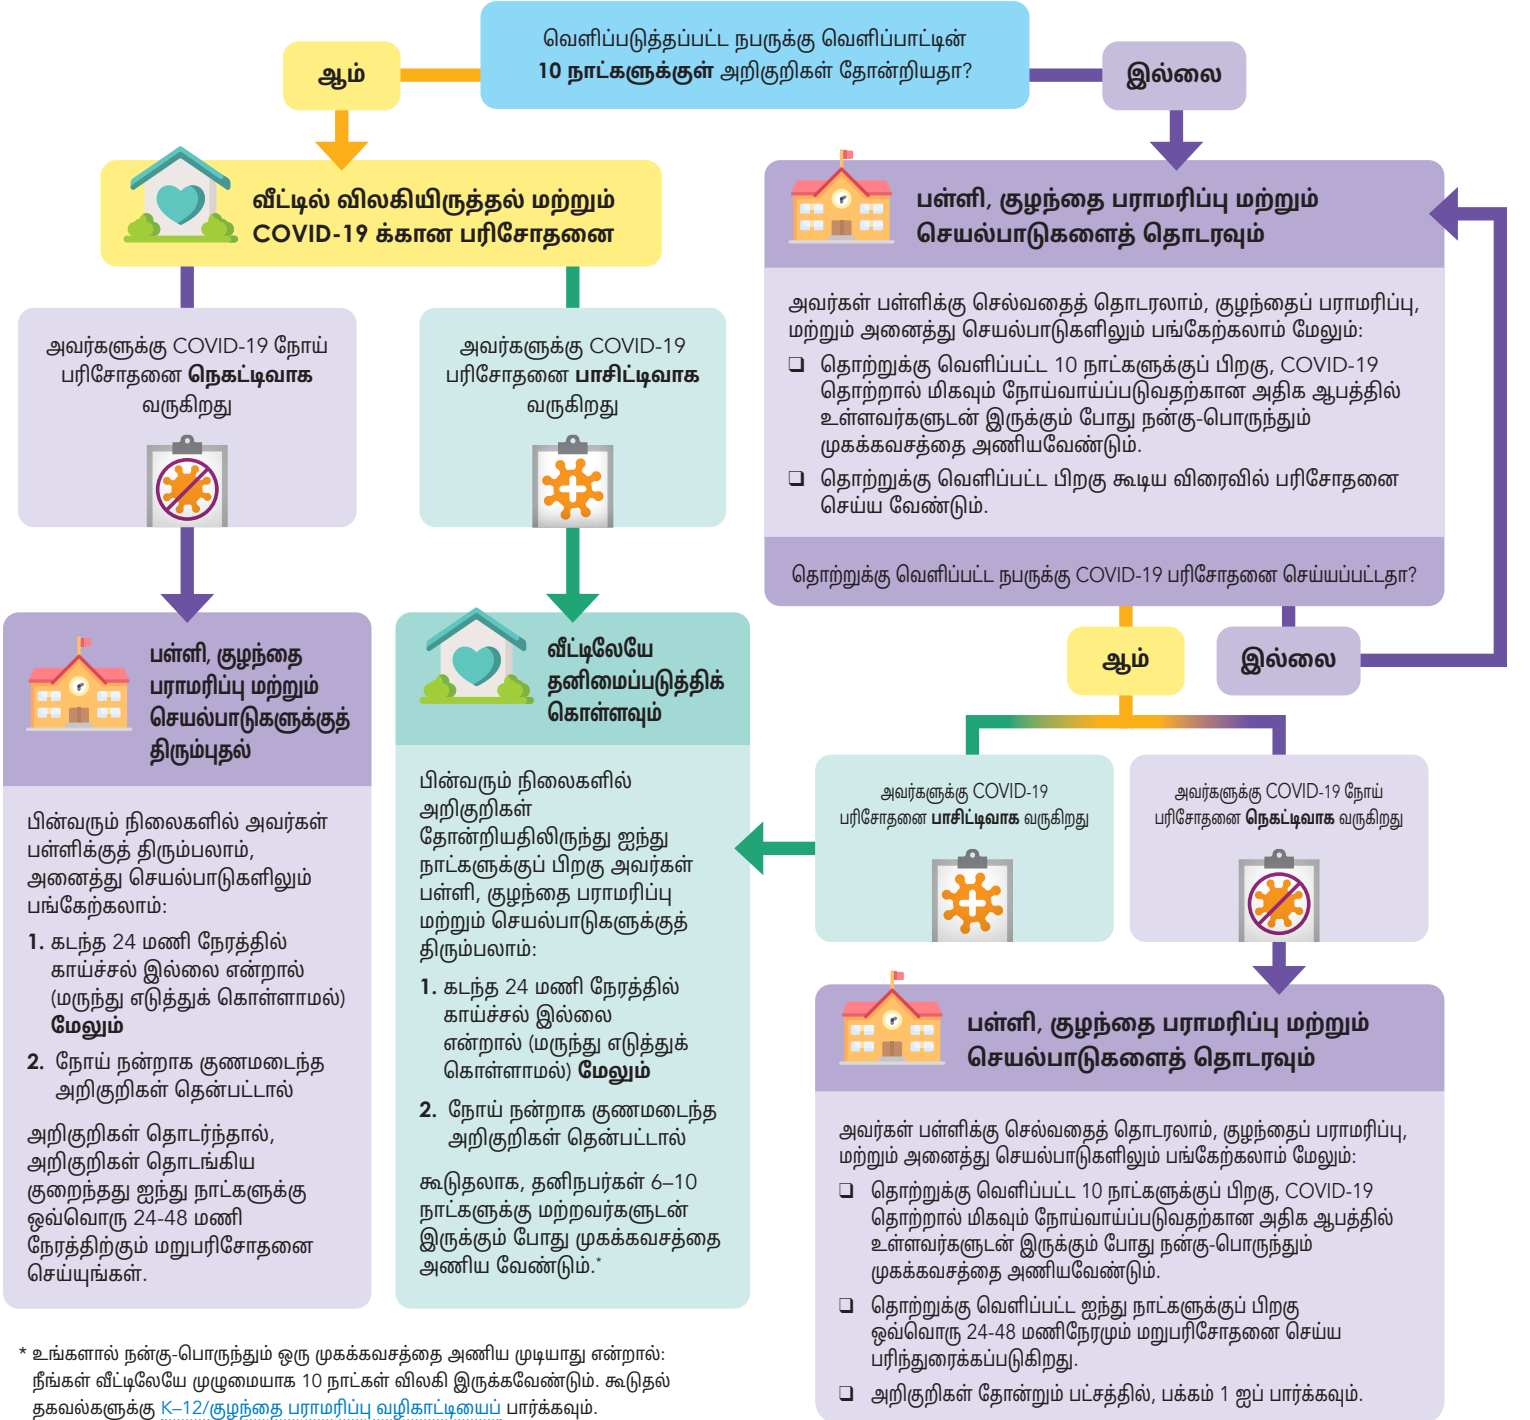 வெளிப்படுத்தப்பட்ட நபருக்கு வெளிப்பாட்டின்
10 நாட்களுக்குள் அறிகுறிகள் தோன்றியதா?
ஆம்
இல்லை
வீட்டில் விலகியிருத்தல் மற்றும்
COVID-19 க்கான பரிசோதனை
அவர்களுக்கு COVID-19 நோய்
பரிசோதனை நெகட்டிவாக
வருகிறது
அவர்களுக்கு COVID-19
பரிசோதனை பாசிட்டிவாக
வருகிறது
பள்ளி, குழந்தை
பராமரிப்பு மற்றும்
செயல்பாடுகளுக்குத்
திரும்புதல்
பின்வரும் நிலைகளில் அவர்கள்
பள்ளிக்குத் திரும்பலாம்,
அனைத்து செயல்பாடுகளிலும்
பங்கேற்கலாம்:
1. கடந்த 24 மணி நேரத்தில்
காய்ச்சல் இல்லை என்றால்
(மருந்து எடுத்துக் கொள்ளாமல்)
மேலும்
2. நோய் நன்றாக குணமடைந்த
அறிகுறிகள் தென்பட்டால்
அறிகுறிகள் தொடர்ந்தால்,
அறிகுறிகள் தொடங்கிய
குறைந்தது ஐந்து நாட்களுக்கு
ஒவ்வொரு 24-48 மணி
நேரத்திற்கும் மறுபரிசோதனை
செய்யுங்கள்.
வீட்டிலேயே
தனிமைப்படுத்திக்
கொள்ளவும்
பின்வரும் நிலைகளில்
அறிகுறிகள்
தோன்றியதிலிருந்து ஐந்து
நாட்களுக்குப் பிறகு அவர்கள்
பள்ளி, குழந்தை பராமரிப்பு
மற்றும் செயல்பாடுகளுக்குத்
திரும்பலாம்:
1. கடந்த 24 மணி நேரத்தில்
காய்ச்சல் இல்லை
என்றால் (மருந்து எடுத்துக்
கொள்ளாமல்) மேலும்
2. நோய் நன்றாக குணமடைந்த
அறிகுறிகள் தென்பட்டால்
கூடுதலாக, தனிநபர்கள் 6–10
நாட்களுக்கு மற்றவர்களுடன்
இருக்கும் போது முகக்கவசத்தை
அணிய வேண்டும்.*
பள்ளி, குழந்தை பராமரிப்பு மற்றும்
செயல்பாடுகளைத் தொடரவும்
அவர்கள் பள்ளிக்கு செல்வதைத் தொடரலாம், குழந்தைப் பராமரிப்பு,
மற்றும் அனைத்து செயல்பாடுகளிலும் பங்கேற்கலாம் மேலும்:
❑ தொற்றுக்கு வெளிப்பட்ட 10 நாட்களுக்குப் பிறகு, COVID-19
தொற்றால் மிகவும் நோய்வாய்ப்படுவதற்கான அதிக ஆபத்தில்
உள்ளவர்களுடன் இருக்கும் போது நன்கு-பொருந்தும்
முகக்கவசத்தை அணியவேண்டும்.
❑ தொற்றுக்கு வெளிப்பட்ட பிறகு கூடிய விரைவில் பரிசோதனை
செய்ய வேண்டும்.
தொற்றுக்கு வெளிப்பட்ட நபருக்கு COVID-19 பரிசோதனை செய்யப்பட்டதா?
ஆம்
இல்லை
அவர்களுக்கு COVID-19
பரிசோதனை பாசிட்டிவாக வருகிறது
அவர்களுக்கு COVID-19 நோய்
பரிசோதனை நெகட்டிவாக வருகிறது
பள்ளி, குழந்தை பராமரிப்பு மற்றும்
செயல்பாடுகளைத் தொடரவும்
அவர்கள் பள்ளிக்கு செல்வதைத் தொடரலாம், குழந்தைப் பராமரிப்பு,
மற்றும் அனைத்து செயல்பாடுகளிலும் பங்கேற்கலாம் மேலும்:
❑ தொற்றுக்கு வெளிப்பட்ட 10 நாட்களுக்குப் பிறகு, COVID-19
தொற்றால் மிகவும் நோய்வாய்ப்படுவதற்கான அதிக ஆபத்தில்
உள்ளவர்களுடன் இருக்கும் போது நன்கு-பொருந்தும்
முகக்கவசத்தை அணியவேண்டும்.
❑ தொற்றுக்கு வெளிப்பட்ட ஐந்து நாட்களுக்குப் பிறகு
ஒவ்வொரு 24-48 மணிநேரமும் மறுபரிசோதனை செய்ய
பரிந்துரைக்கப்படுகிறது.
❑ அறிகுறிகள் தோன்றும் பட்சத்தில், பக்கம் 1 ஐப் பார்க்கவும்.
* உங்களால் நன்கு-பொருந்தும் ஒரு முகக்கவசத்தை அணிய முடியாது என்றால்:
நீங்கள் வீட்டிலேயே முழுமையாக 10 நாட்கள் விலகி இருக்கவேண்டும். கூடுதல்
தகவல்களுக்கு K–12/குழந்தை பராமரிப்பு வழிகாட்டியைப் பார்க்கவும்.